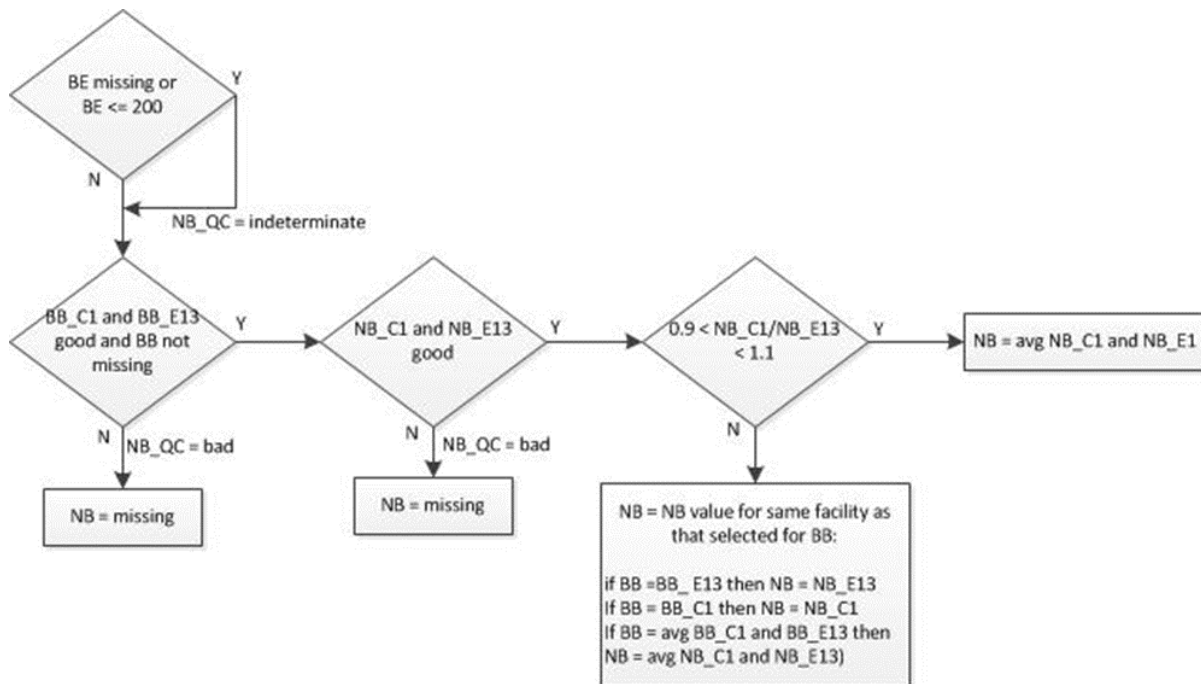 BE missing or
BE <= 200
Y
N
NB_QC = indeterminate
BB_C1 and BB_E13
good and BB not
missing
Y
N
NB_QC = bad
NB = missing
NB_C1 and NB_E13
good
Y
N
NB_QC = bad
NB = missing
0.9 < NB_C1/NB_E13
< 1.1
Y
N
NB = avg NB_C1 and NB_E1
NB = NB value for same facility as
that selected for BB:
if BB =BB_ E13 then NB = NB_E13
If BB = BB_C1 then NB = NB_C1
If BB = avg BB_C1 and BB_E13 then
NB = avg NB_C1 and NB_E13)